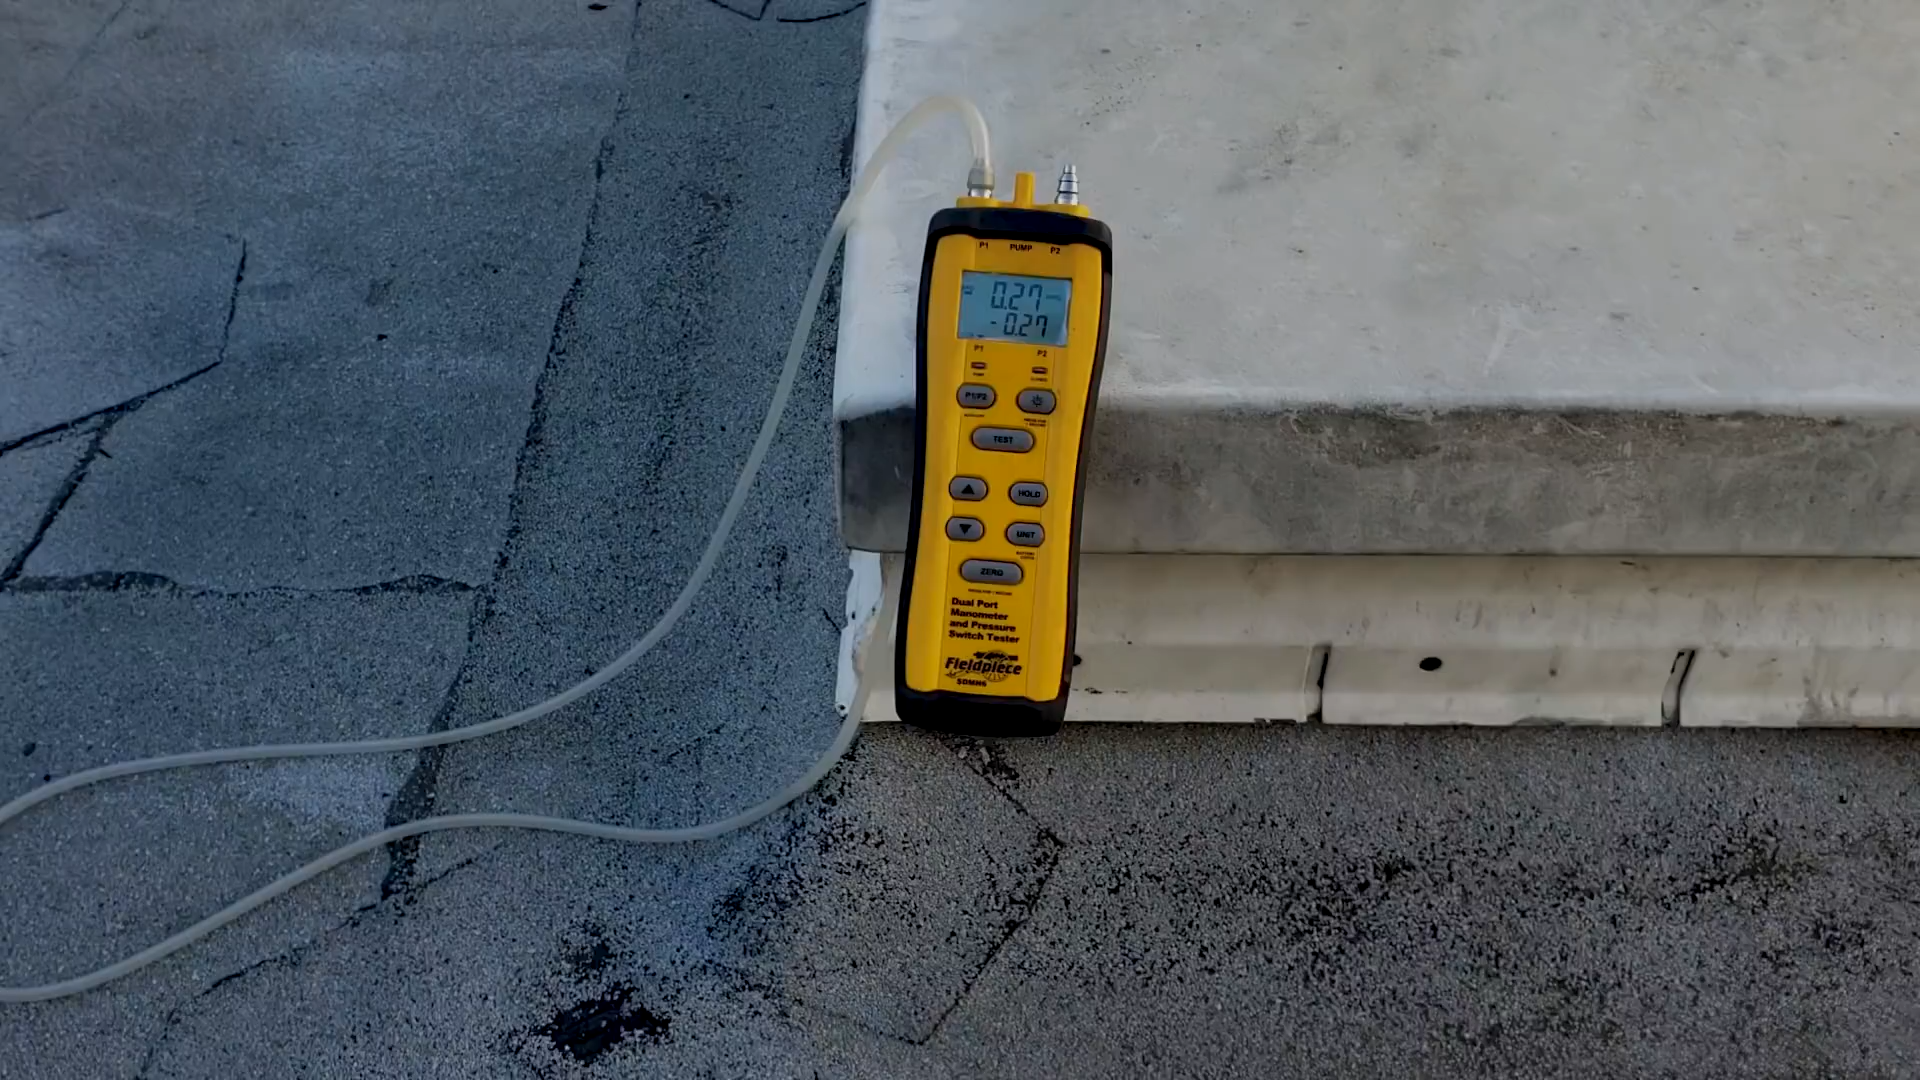 P1 PUMP P2
0.27
-0.27
P1 P2
P1/P2
TEST
HOLD
UNIT
ZERO
Dual Port
Manometer
and Pressure
Switch Tester
Fieldpiece
SDMN6